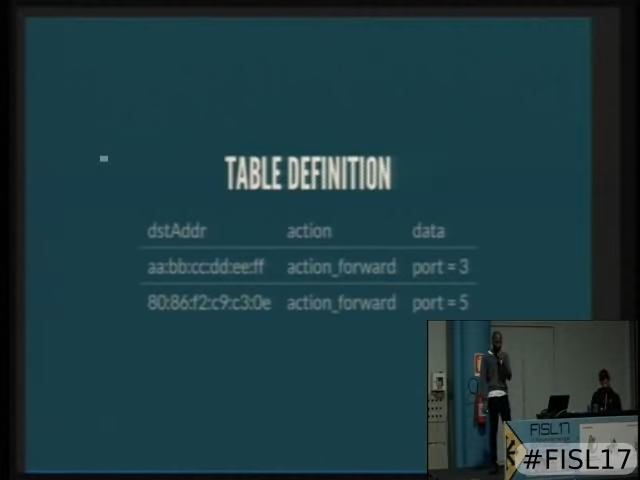 TABLE DEFINITION
dstAddr action data
aa:bb:cc:dd:ee:ff action_forward port = 3
80:86:f2:c9:c3:0e action_forward port = 5
FISL17
#FISL17